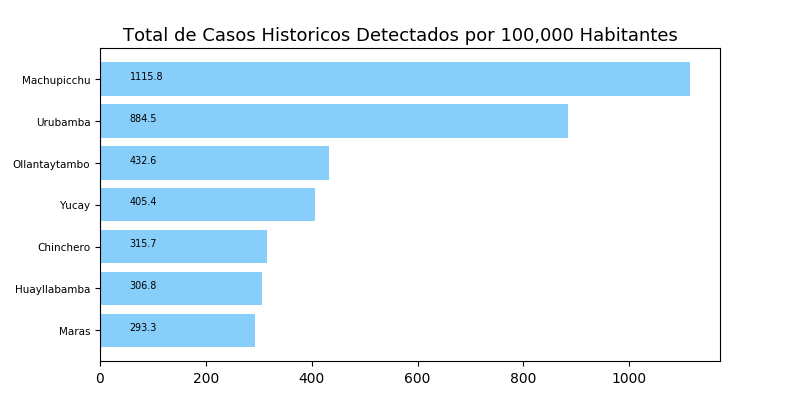 Total de Casos Historicos Detectados por 100,000 Habitantes
Machupicchu 1115.8
Urubamba 884.5
Ollantaytambo 432.6
Yucay 405.4
Chinchero 315.7
Huayllabamba 306.8
Maras 293.3
0 200 400 600 800 1000